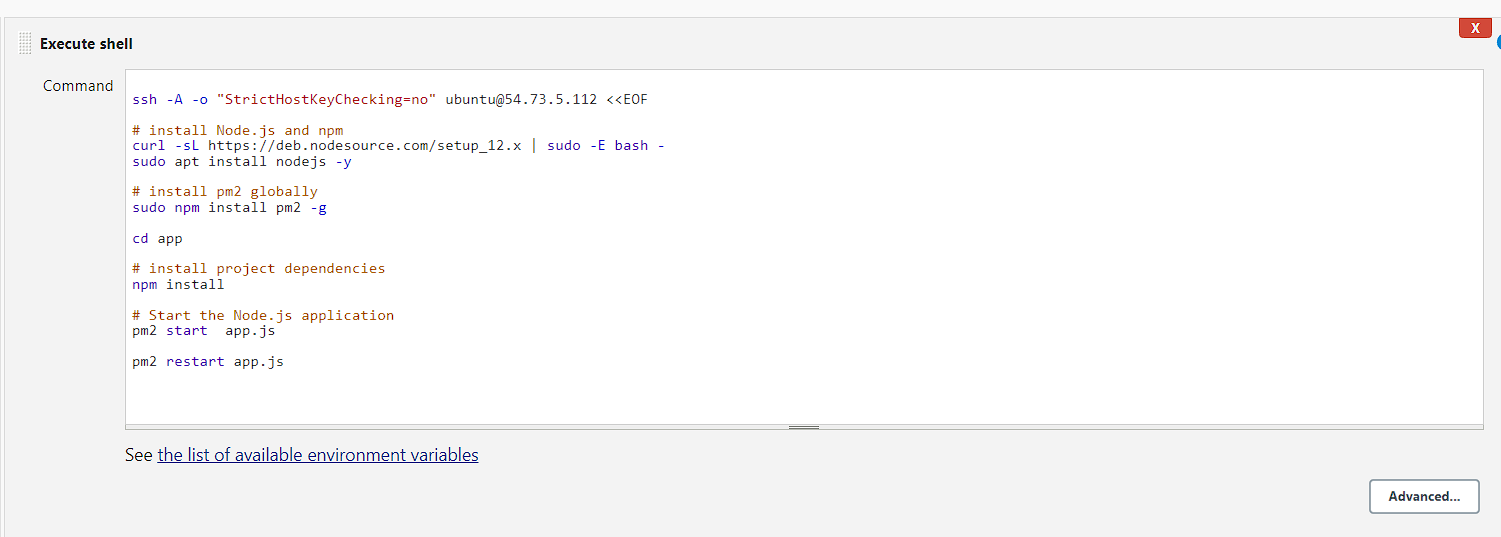 X
Execute shell
Command
ssh -A -o "StrictHostKeyChecking=no" ubuntu@54.73.5.112 <<EOF
# install Node.js and npm
curl -sL https://deb.nodesource.com/setup_12.x | sudo -E bash -
sudo apt install nodejs -y
# install pm2 globally
sudo npm install pm2 -g
cd app
# install project dependencies
npm install
# Start the Node.js application
pm2 start  app.js
pm2 restart app.js
See the list of available environment variables
Advanced...